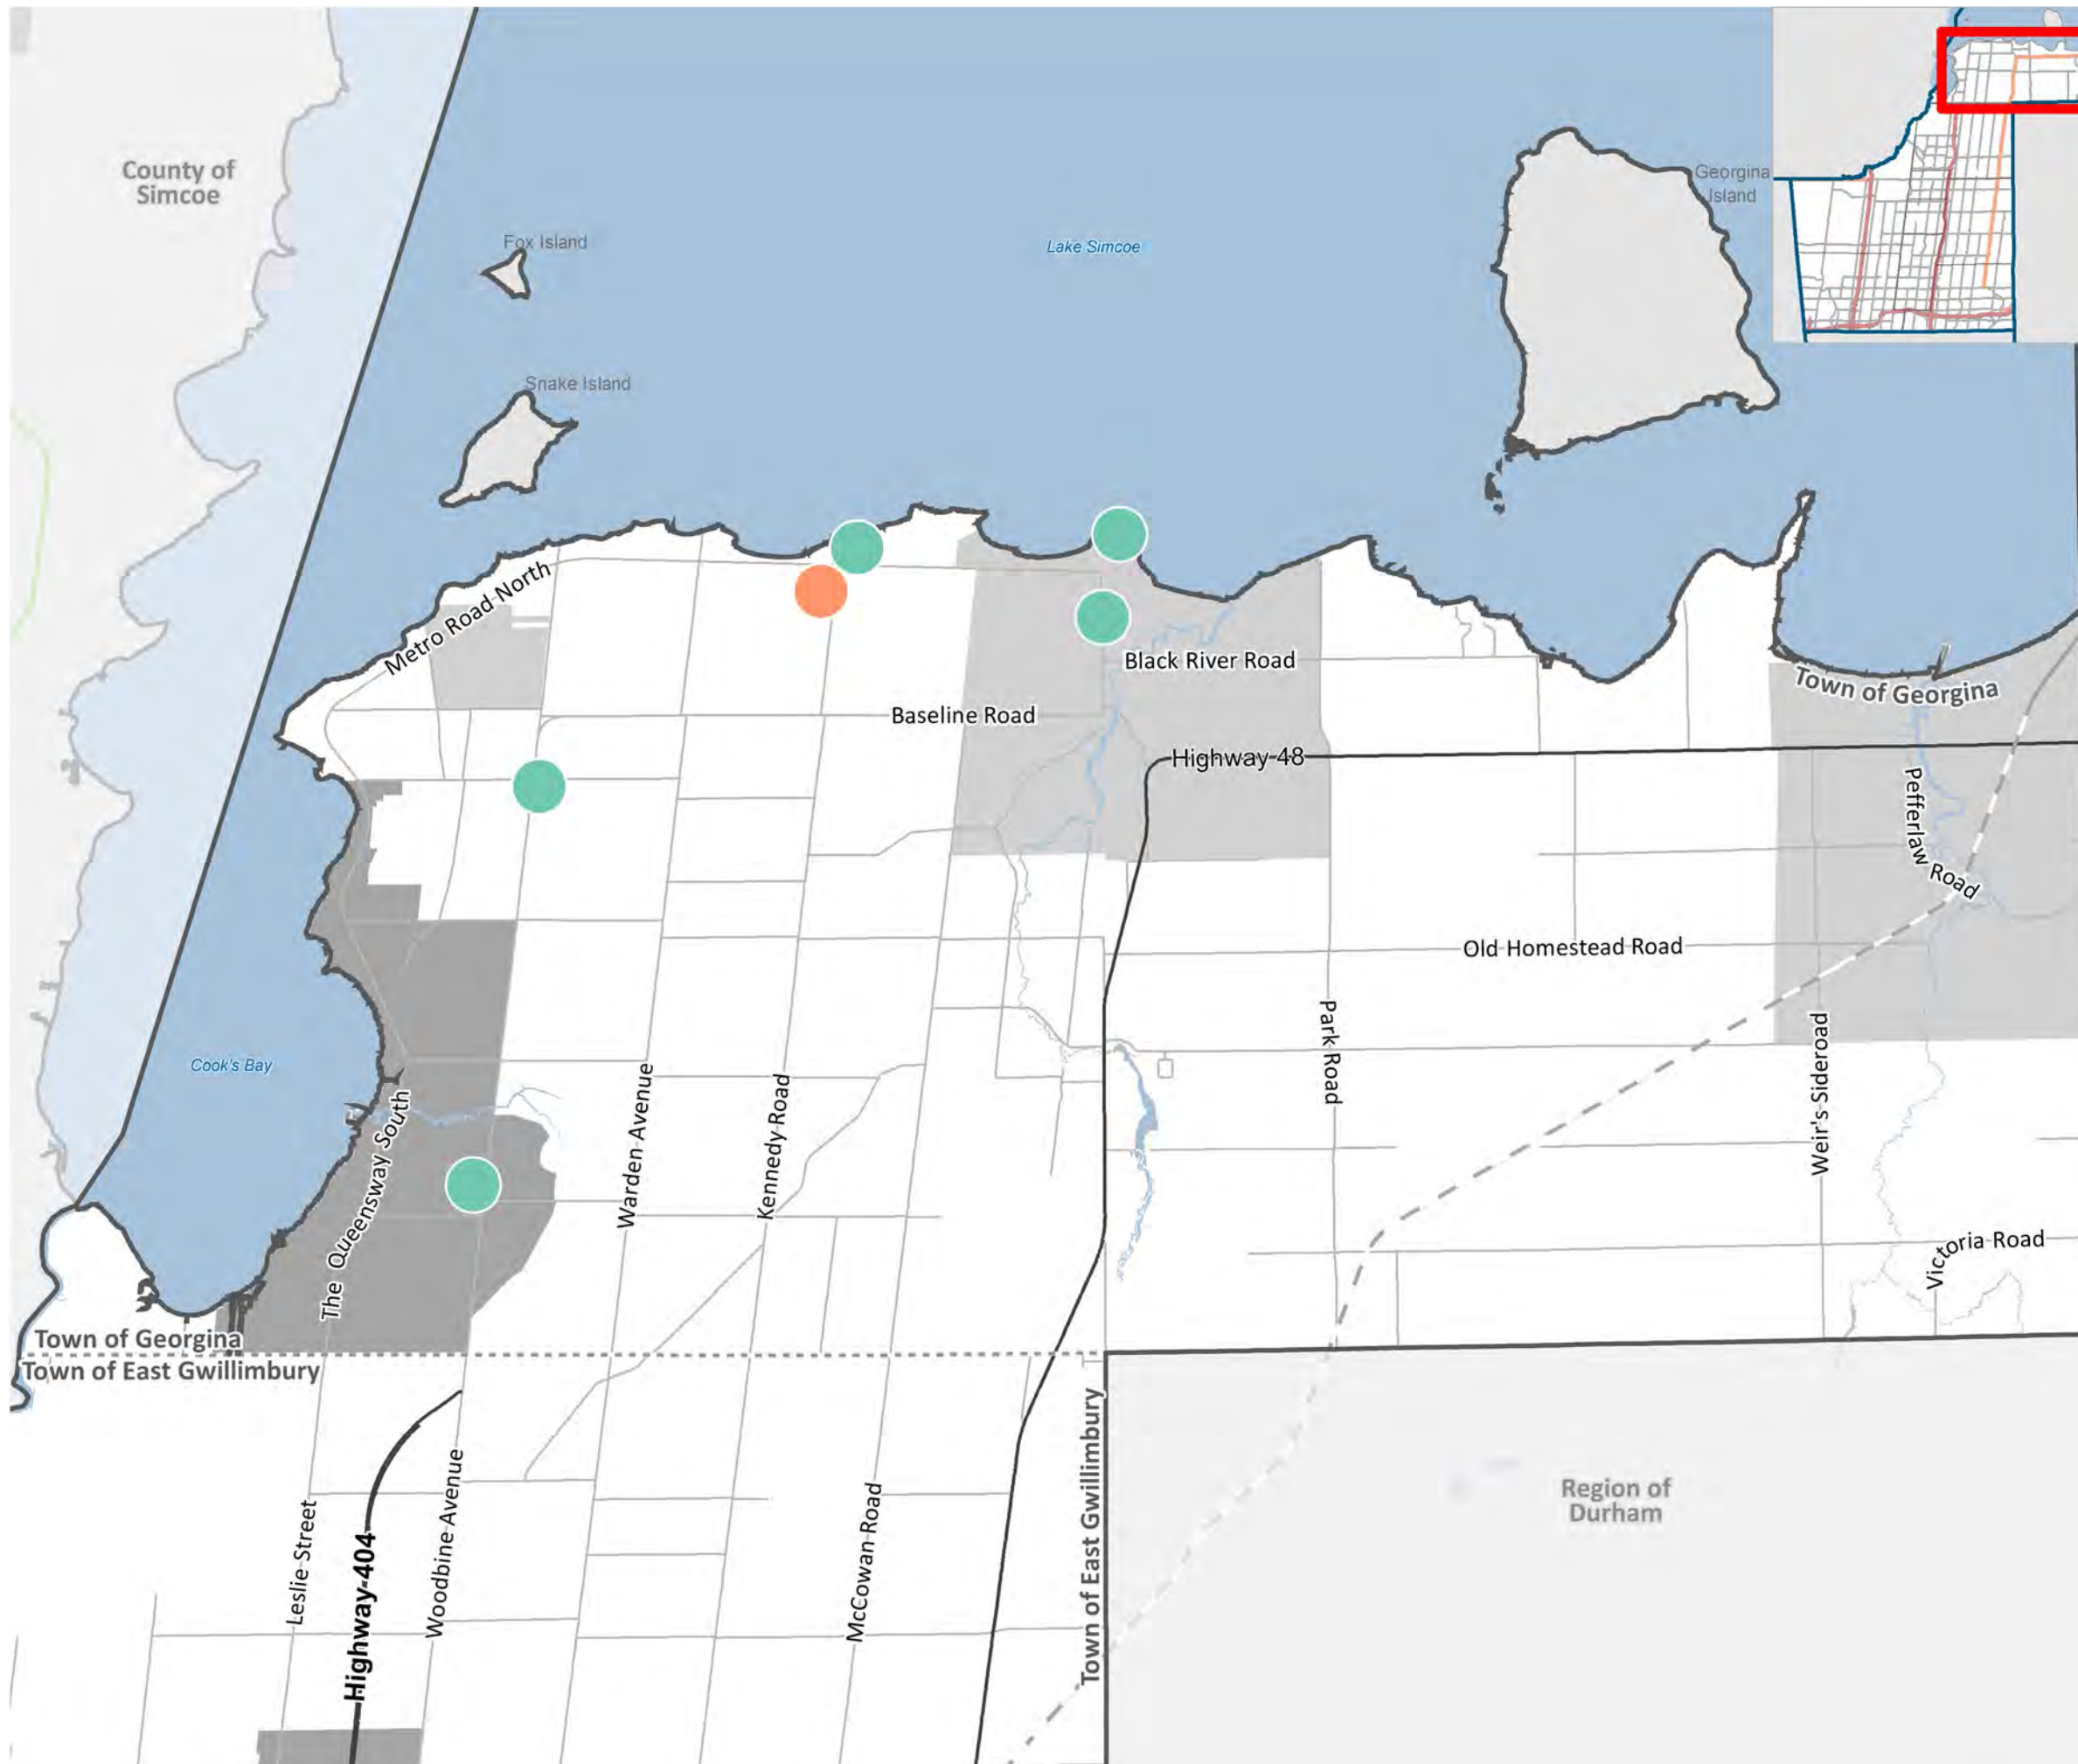 County of
Simcoe
Georgina
Island
Fox Island
Lake Simcoe
Snake Island
Metro Road North
Black River Road
Town of Georgina
Baseline Road
Highway 48
Pefferlaw Road
Old Homestead Road
Park Road
Weir's Sideroad
Cook's Bay
The Queensway South
Warden Avenue
Kennedy Road
Victoria Road
Town of Georgina
Town of East Gwillimbury
Town of East Gwillimbury
Region of
Durham
Leslie Street
Highway 404
Woodbine Avenue
McCowan Road